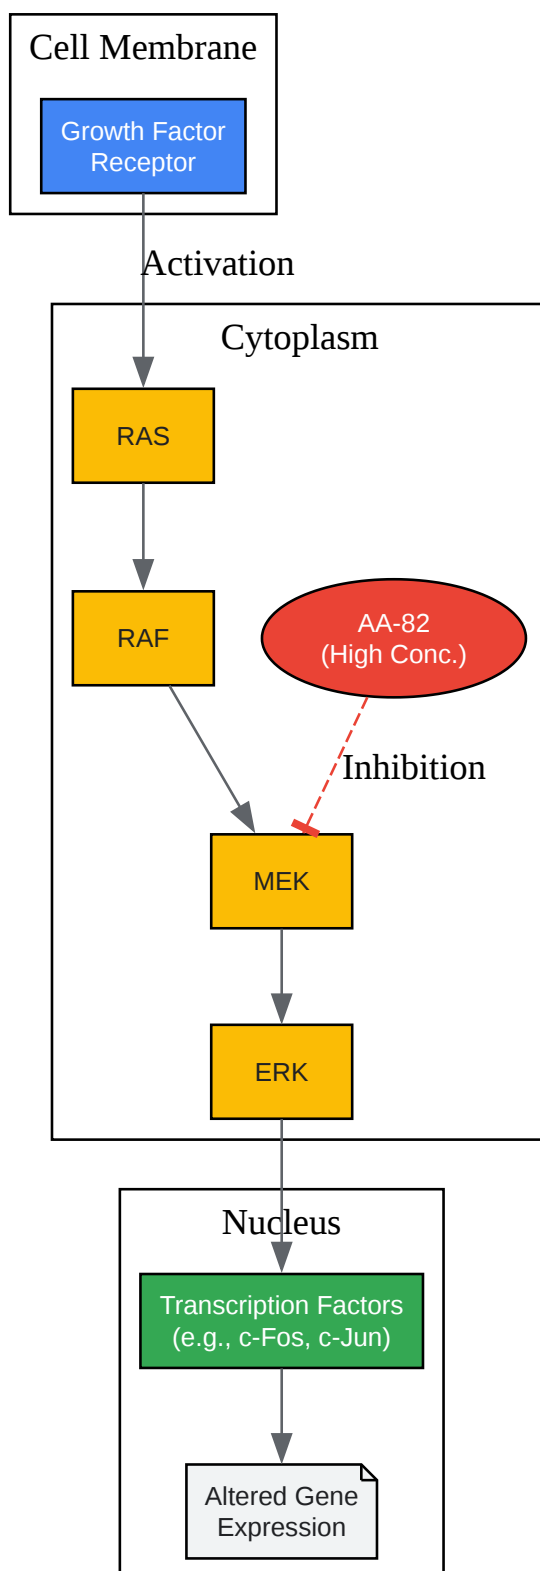 Cell Membrane
Growth Factor
Receptor
Activation
Cytoplasm
RAS
RAF
AA-82
(High Conc.)
Inhibition
MEK
ERK
Nucleus
Transcription Factors
(e.g., c-Fos, c-Jun)
Altered Gene
Expression